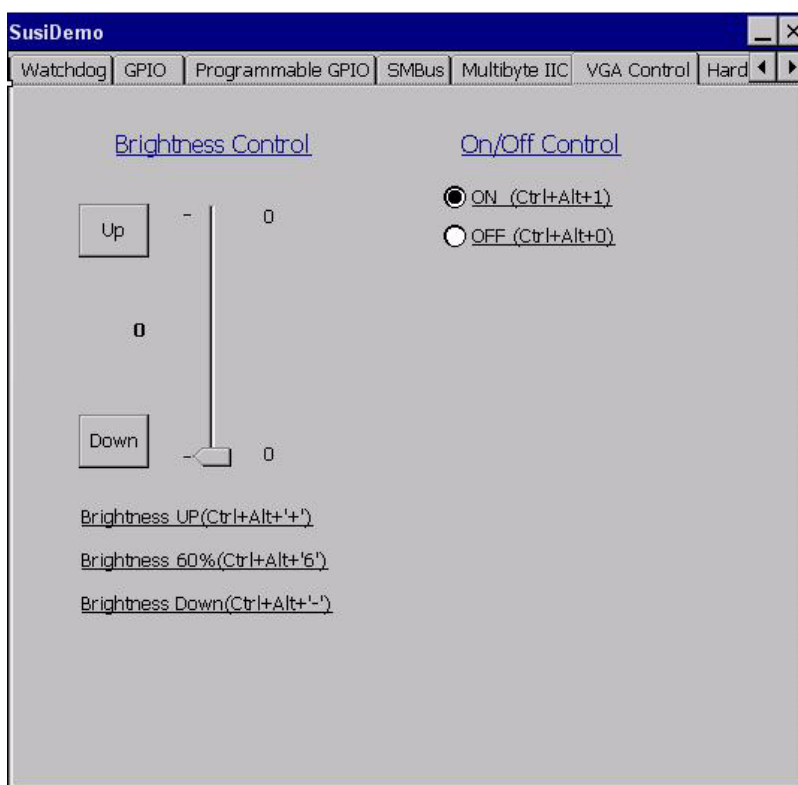 SusiDemo
Watchdog GPIO Programmable GPIO SMBus Multibyte IIC VGA Control Hard
Brightness Control
On/Off Control
Up
0
0
Down
0
ON (Ctrl+Alt+1)
OFF (Ctrl+Alt+0)
Brightness UP(Ctrl+Alt+'+')
Brightness 60%(Ctrl+Alt+'6')
Brightness Down(Ctrl+Alt+'-')